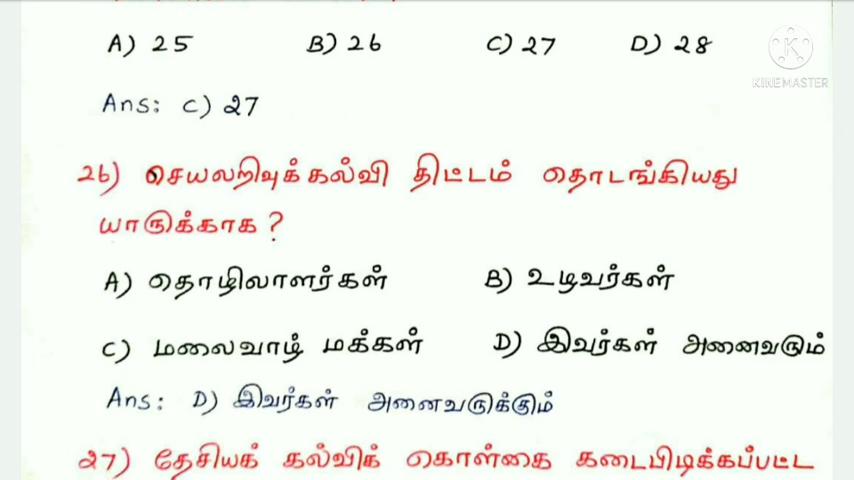 A) 25 B) 26 C) 27 D) 28
KINEMASTER
Ans: C) 27
26) செயலறிவுக்கல்வி திட்டம் தொடங்கியது
யாருக்காக?
A) தொழிலாளர்கள் B) உழவர்கள்
C) மலைவாழ் மக்கள் D) இவர்கள் அனைவரும்
Ans: D) இவர்கள் அனைவருக்கும்
27) தேசியக் கல்விக் கொள்கை கடைபிடிக்கப்பட்ட